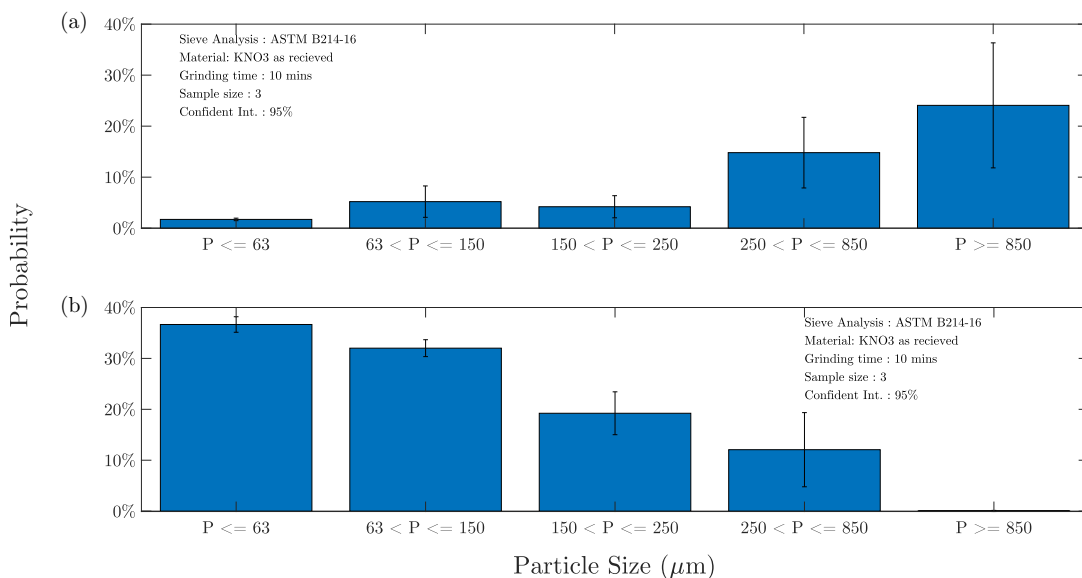 (a)
40%
30%
20%
10%
0%
Sieve Analysis : ASTM B214-16
Material: KNO3 as recieved
Grinding time : 10 mins
Sample size : 3
Confident Int. : 95%
P <= 63
63 < P <= 150
150 < P <= 250
250 < P <= 850
P >= 850
Probability
(b)
40%
30%
20%
10%
0%
Sieve Analysis : ASTM B214-16
Material: KNO3 as recieved
Grinding time : 10 mins
Sample size : 3
Confident Int. : 95%
P <= 63
63 < P <= 150
150 < P <= 250
250 < P <= 850
P >= 850
Particle Size (μm)